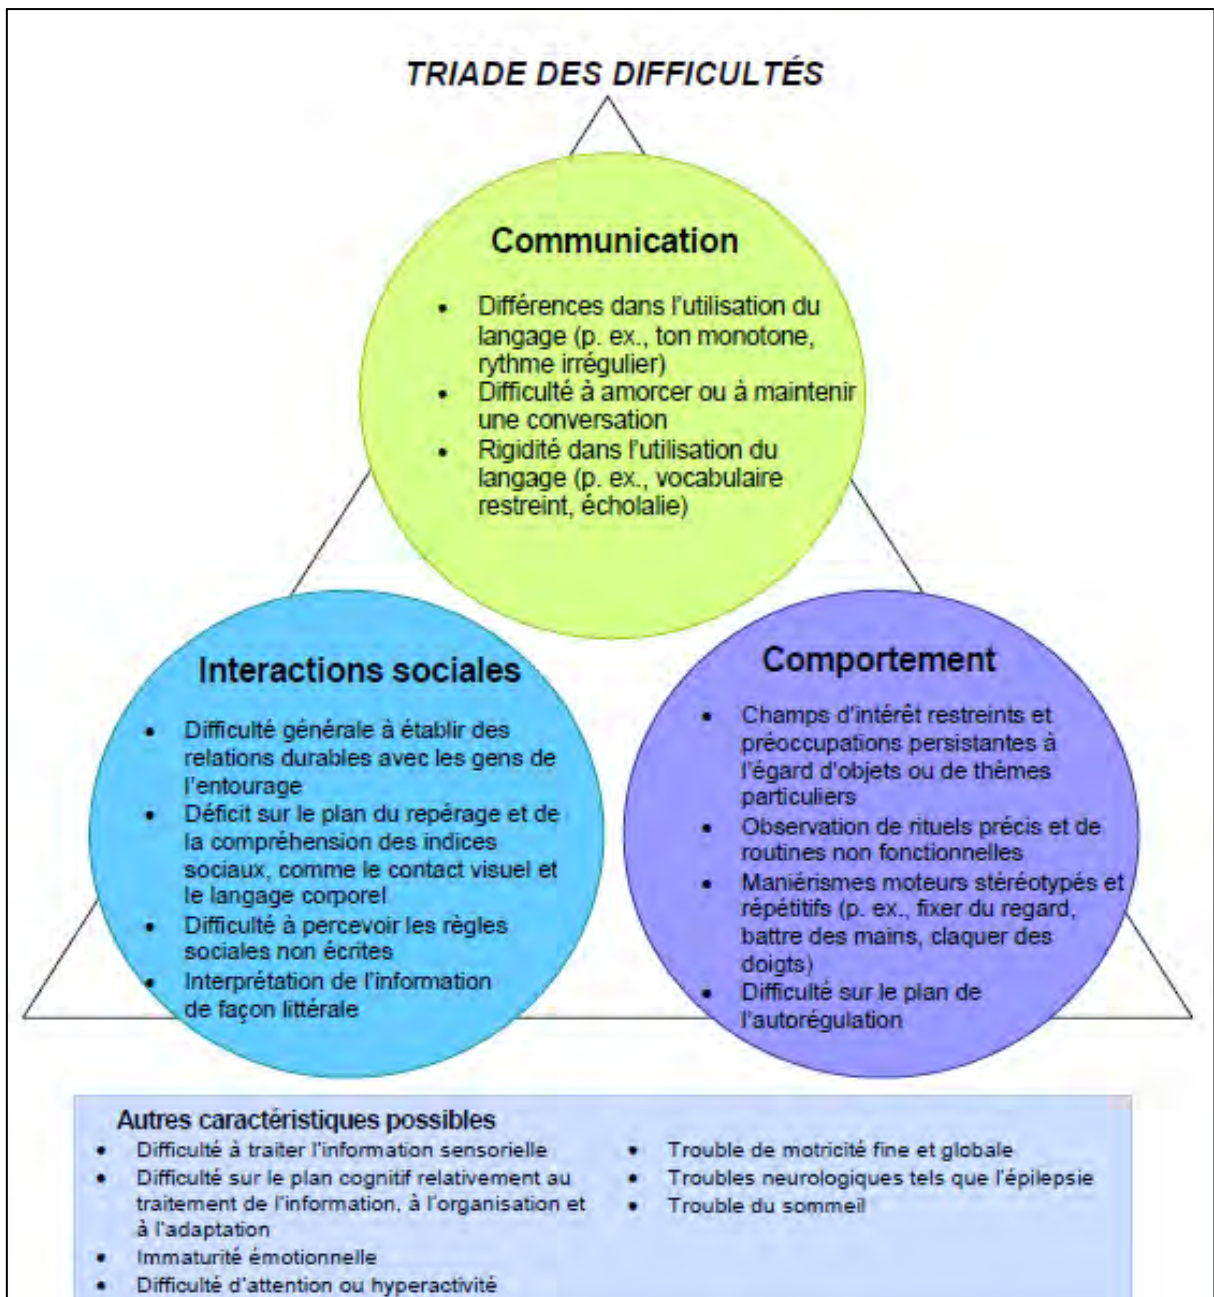 TRIADE DES DIFFICULTÉS
Communication
• Différences dans l'utilisation du
langage (p. ex., ton monotone,
rythme irrégulier)
• Difficulté à amorcer ou à maintenir
une conversation
• Rigidité dans l'utilisation du
langage (p. ex., vocabulaire
restreint, écholalie)
Interactions sociales
• Difficulté générale à établir des
relations durables avec les gens de
l'entourage
• Déficit sur le plan du repérage et de
la compréhension des indices
sociaux, comme le contact visuel et
le langage corporel
• Difficulté à percevoir les règles
sociales non écrites
• Interprétation de l'information
de façon littérale
Comportement
• Champs d'intérêt restreints et
préoccupations persistantes à
l'égard d'objets ou de thèmes
particuliers
• Observation de rituels précis et de
routines non fonctionnelles
• Maniérismes moteurs stéréotypés et
répétitifs (p. ex., fixer du regard,
battre des mains, claquer des
doigts)
• Difficulté sur le plan de
l'autorégulation
Autres caractéristiques possibles
• Difficulté à traiter l'information sensorielle
• Difficulté sur le plan cognitif relativement au
traitement de l'information, à l'organisation et
à l'adaptation
• Immaturité émotionnelle
• Difficulté d'attention ou hyperactivité
• Trouble de motricité fine et globale
• Troubles neurologiques tels que l'épilepsie
• Trouble du sommeil